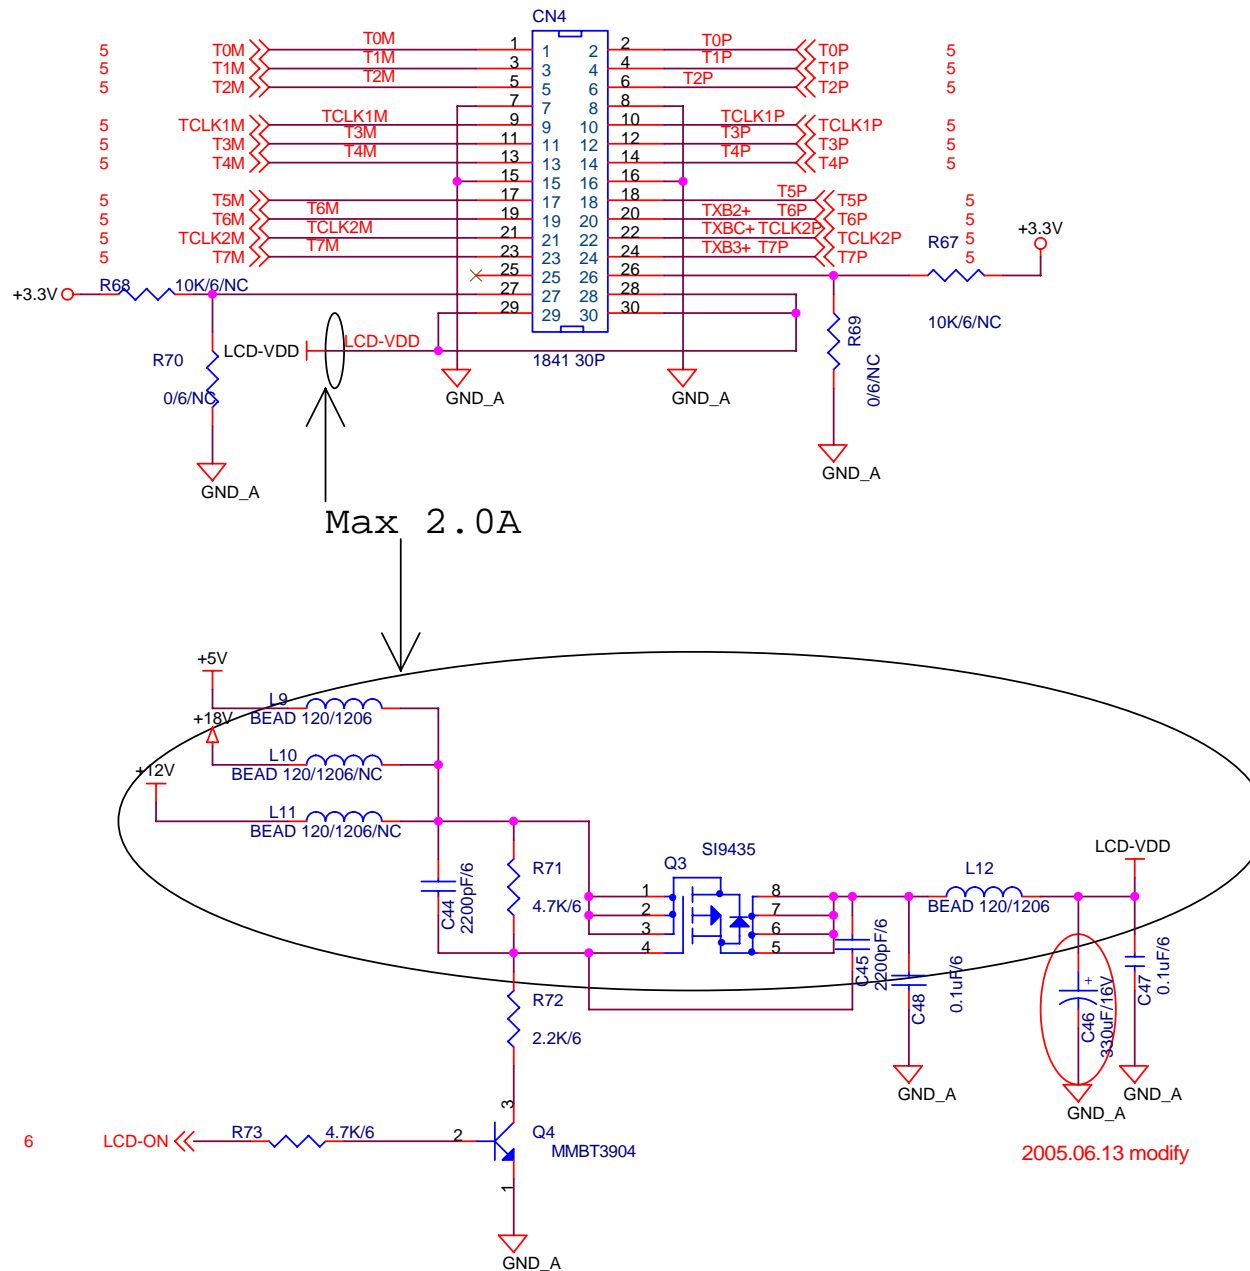 CN4
5 T0M T0M 1 1 2 2 T0P T0P 5
5 T1M T1M 3 3 4 4 T1P T1P 5
5 T2M T2M 5 5 6 6 T2P T2P 5
7 7 8 8
5 TCLK1M TCLK1M 9 9 10 10 TCLK1P TCLK1P 5
5 T3M T3M 11 11 12 12 T3P T3P 5
5 T4M T4M 13 13 14 14 T4P T4P 5
15 15 16 16
5 T5M 17 17 18 18 T5P T5P 5
5 T6M T6M 19 19 20 20 TXB2+ T6P T6P 5
5 TCLK2M TCLK2M 21 21 22 22 TXBC+ TCLK2P TCLK2P 5
5 T7M T7M 23 23 24 24 TXB3+ T7P T7P 5
R67 +3.3V
25 25 26 26
+3.3V R68 10K/6/NC 27 27 28 28
29 29 30 30
10K/6/NC
R69
0/6/NC
R70
0/6/NC
LCD-VDD LCD-VDD
1841 30P
GND_A GND_A
GND_A GND_A
Max 2.0A
+5V
L9
BEAD 120/1206
+18V
L10
BEAD 120/1206/NC
+12V
L11
BEAD 120/1206/NC
C44
2200pF/6
R71
4.7K/6
Q3 SI9435
1 8
2 7
3 6
4 5
L12
BEAD 120/1206
LCD-VDD
C45
2200pF/6
C48
0.1uF/6
+
C46
330uF/16V
C47
0.1uF/6
R72
2.2K/6
GND_A GND_A
GND_A
6 LCD-ON R73 4.7K/6 2 3 1 Q4
MMBT3904
2005.06.13 modify
GND_A